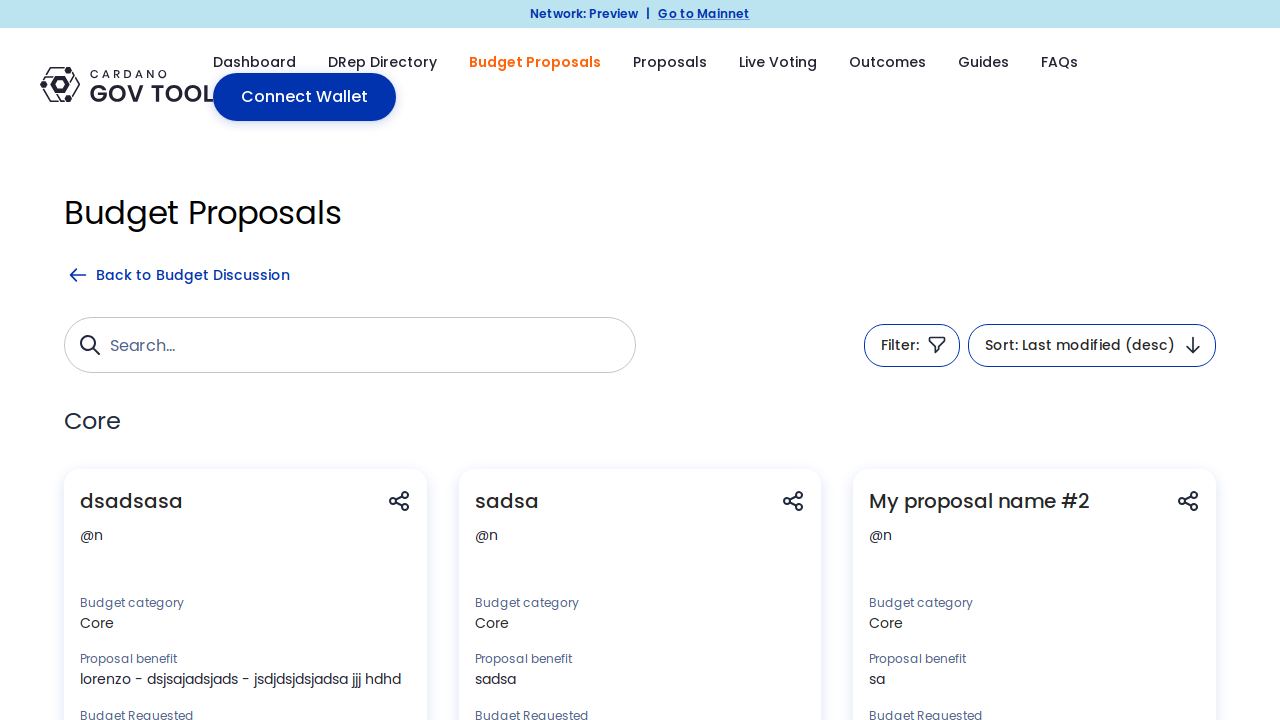 Network: Preview | Go to Mainnet
CARDANO
GOV TOOL
Dashboard DRep Directory Budget Proposals Proposals Live Voting Outcomes Guides FAQs
Connect Wallet
Budget Proposals
Back to Budget Discussion
Search...
Filter:
Sort: Last modified (desc)
Core
dsadsasa
@n
Budget category
Core
Proposal benefit
lorenzo - dsjsajadsjads - jsdjdsjdsjadsa jjj hdhd
Budget Requested
sadsa
@n
Budget category
Core
Proposal benefit
sadsa
Budget Requested
My proposal name #2
@n
Budget category
Core
Proposal benefit
sa
Budget Requested